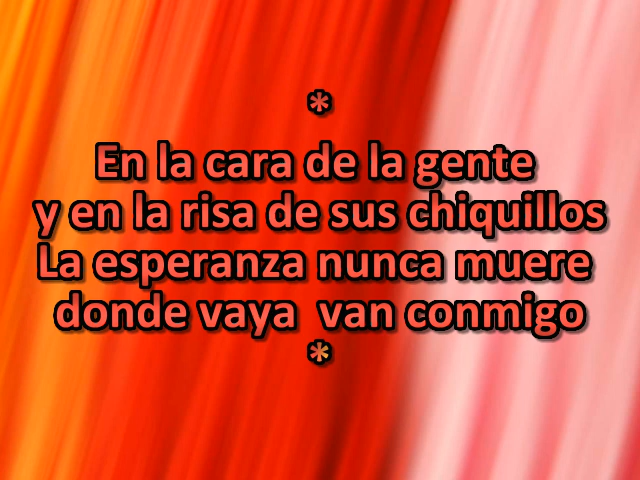 *
En la cara de la gente
y en la risa de sus chiquillos
La esperanza nunca muere
donde vaya  van conmigo
*